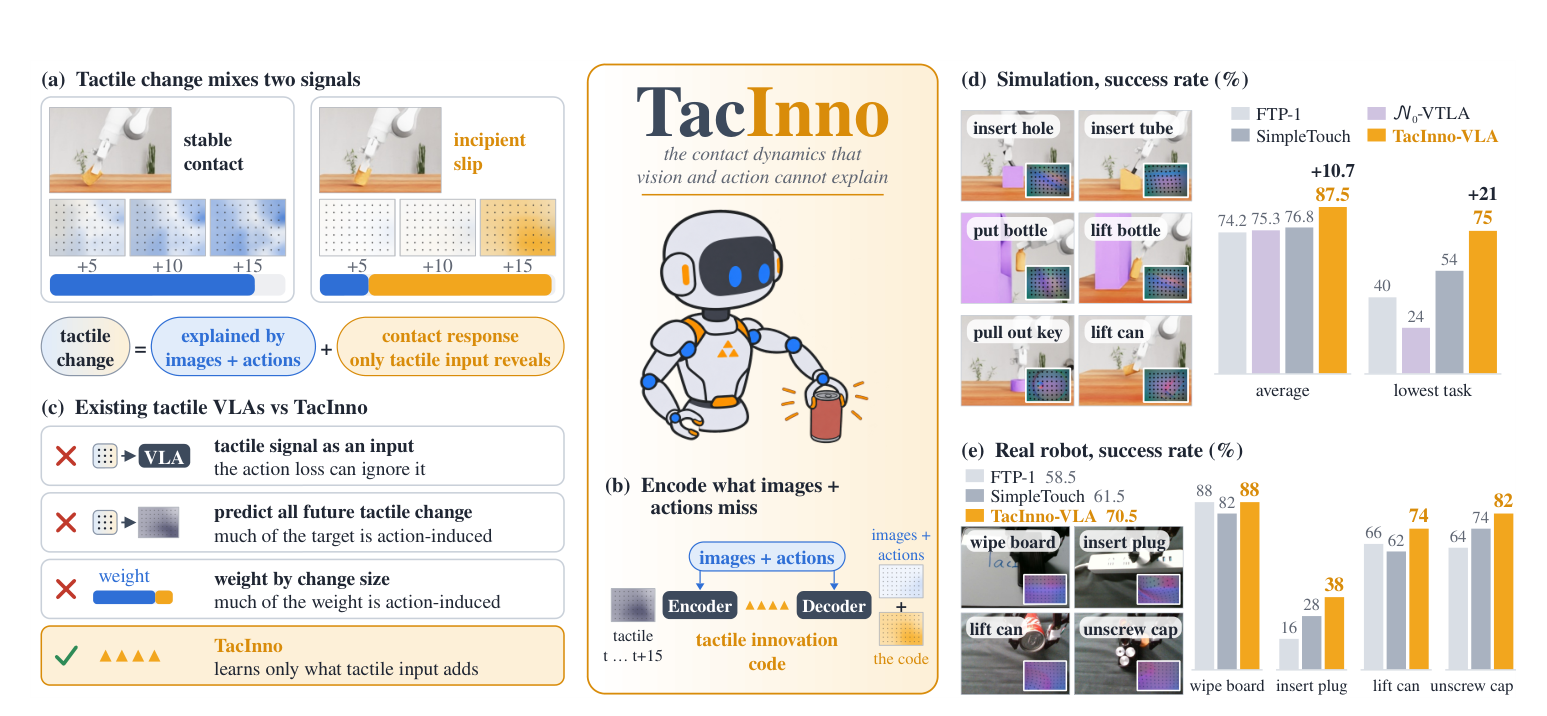 (a) Tactile change mixes two signals
stable
contact
incipient
slip
+5 +10 +15
+5 +10 +15
tactile
change
=
explained by
images + actions
+
contact response
only tactile input reveals
(c) Existing tactile VLAs vs TacInno
VLA
tactile signal as an input
the action loss can ignore it
predict all future tactile change
much of the target is action-induced
weight
weight by change size
much of the weight is action-induced
TacInno
learns only what tactile input adds
TacInno
the contact dynamics that
vision and action cannot explain
(b) Encode what images +
actions miss
images + actions
images +
actions
Encoder
Decoder
+
tactile
t … t+15
tactile innovation
code
the code
(d) Simulation, success rate (%)
insert hole
insert tube
put bottle
lift bottle
pull out key
lift can
FTP-1
𝒩₀-VTLA
SimpleTouch
TacInno-VLA
+10.7
74.2 75.3 76.8 87.5
average
+21
40 24 54 75
lowest task
(e) Real robot, success rate (%)
FTP-1 58.5
SimpleTouch 61.5
TacInno-VLA 70.5
wipe board
insert plug
lift can
unscrew cap
88 82 88
16 28 38
66 62 74
64 74 82
wipe board insert plug lift can unscrew cap